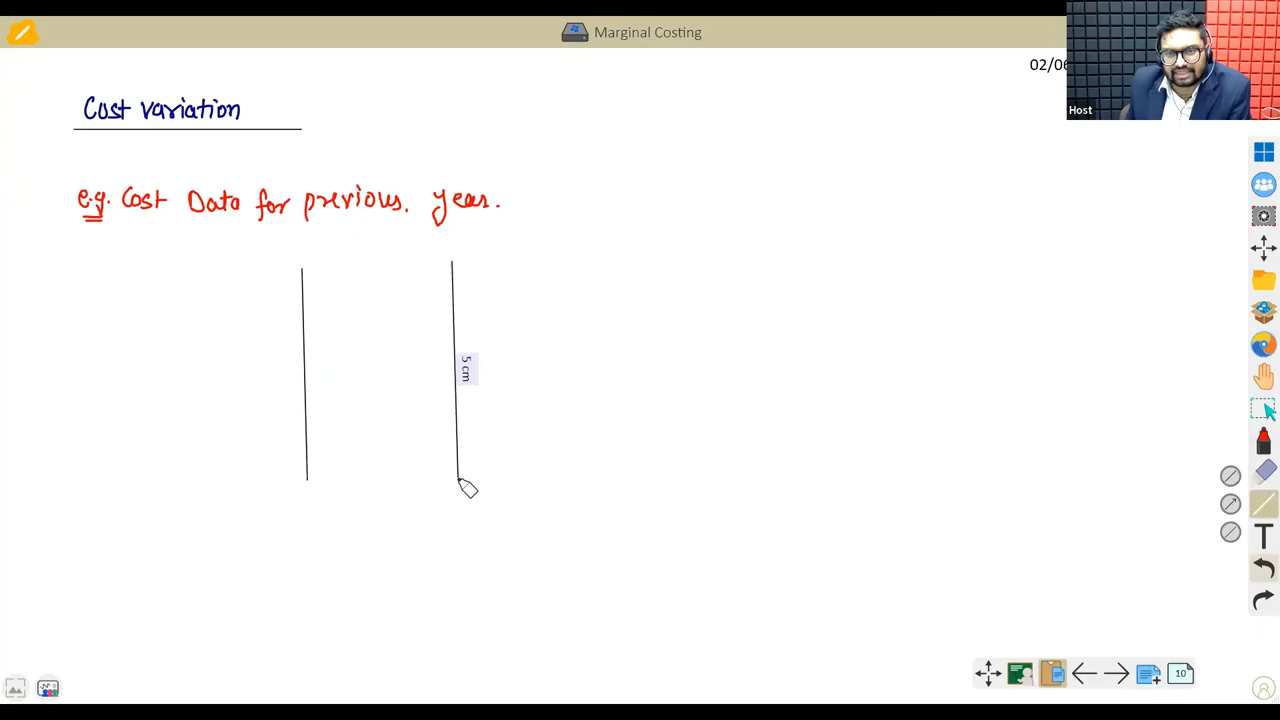 Marginal Costing
02/06
Host
Cost variation
e.g. Cost Data for previous. year.
5 cm
T
10